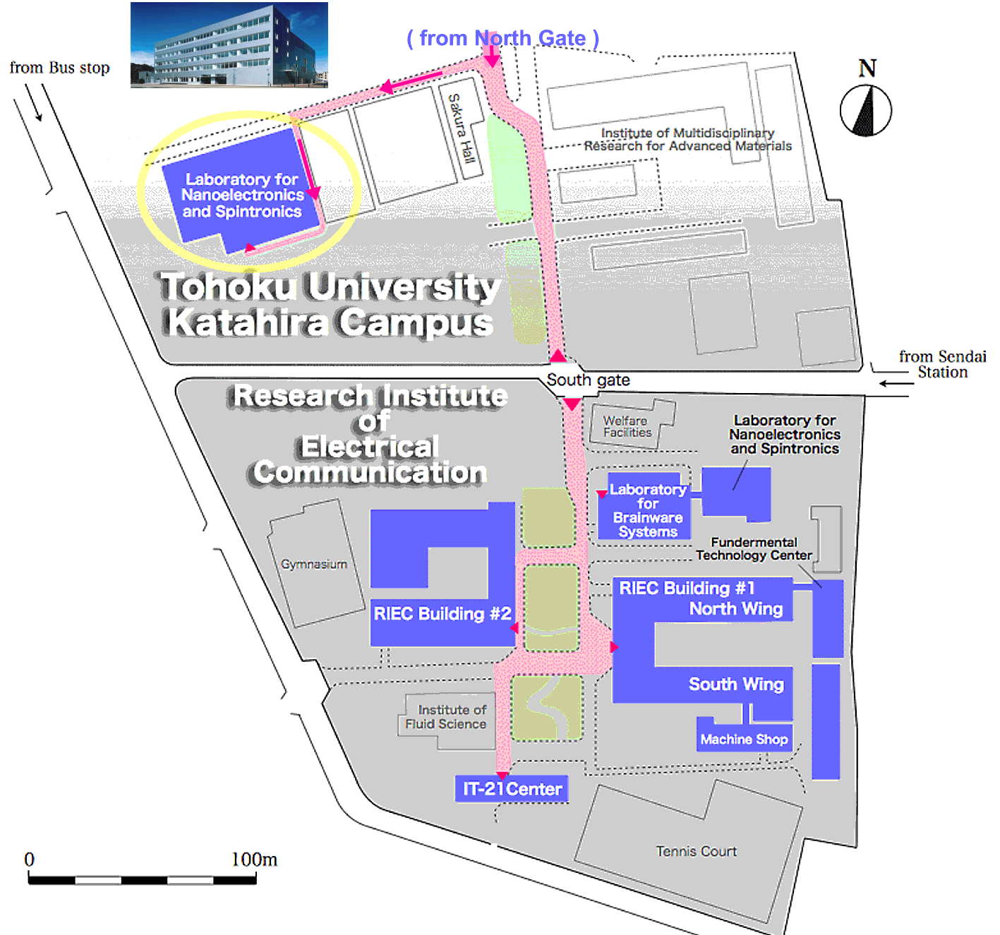 ( from North Gate )
from Bus stop
N
Sakura Hall
Institute of Multidisciplinary
Research for Advanced Materials
Laboratory for
Nanoelectronics
and Spintronics
Tohoku University
Katahira Campus
from Sendai
Station
South gate
Research Institute
of
Electrical
Communication
Welfare
Facilities
Laboratory for
Nanoelectronics
and Spintronics
Laboratory
for
Brainware
Systems
Fundermental
Technology Center
Gymnasium
RIEC Building #1
North Wing
RIEC Building #2
South Wing
Institute of
Fluid Science
Machine Shop
IT-21Center
Tennis Court
0
100m